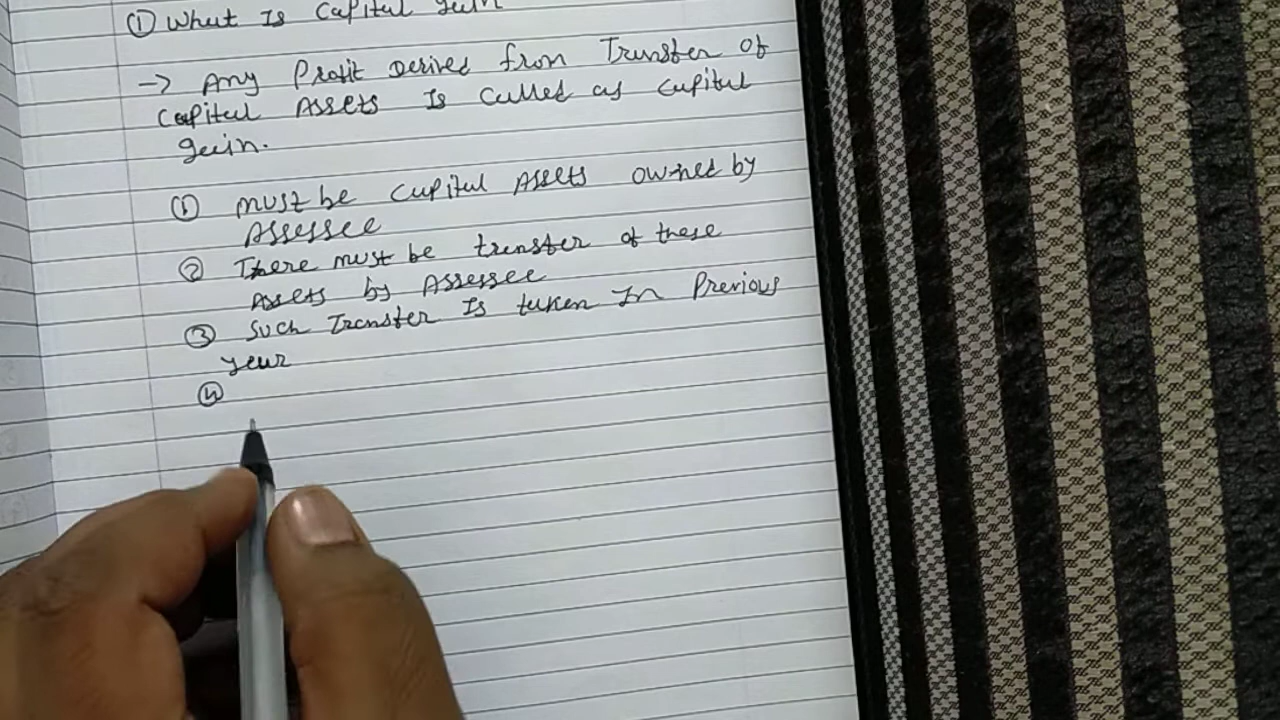 ① What Is Capital gain
→ Any Profit Derived from Transfer of
Capital Assets Is Called as Capital
gain.
① must be Capital Assets owned by
Assessee
② There must be transfer of these
Assets by Assessee
③ Such Transfer Is taken In Previous
year
④